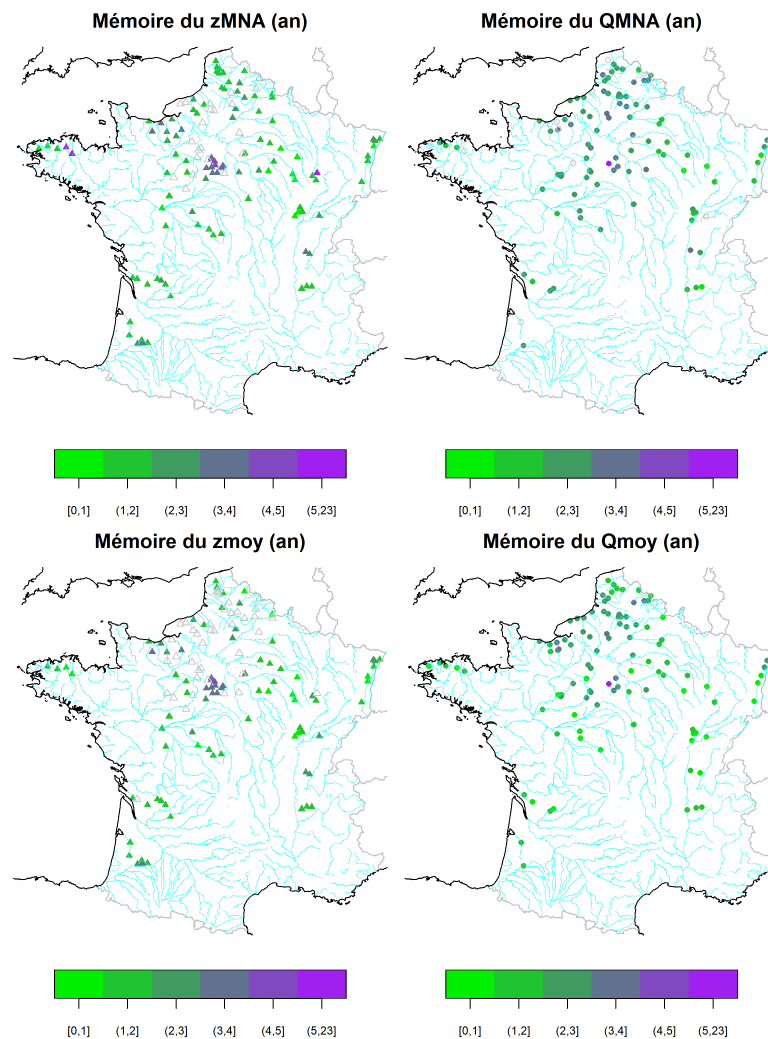 Mémoire du zMNA (an)
Mémoire du QMNA (an)
[0,1] (1,2] (2,3] (3,4] (4,5] (5,23]
[0,1] (1,2] (2,3] (3,4] (4,5] (5,23]
Mémoire du zmoy (an)
Mémoire du Qmoy (an)
[0,1] (1,2] (2,3] (3,4] (4,5] (5,23]
[0,1] (1,2] (2,3] (3,4] (4,5] (5,23]